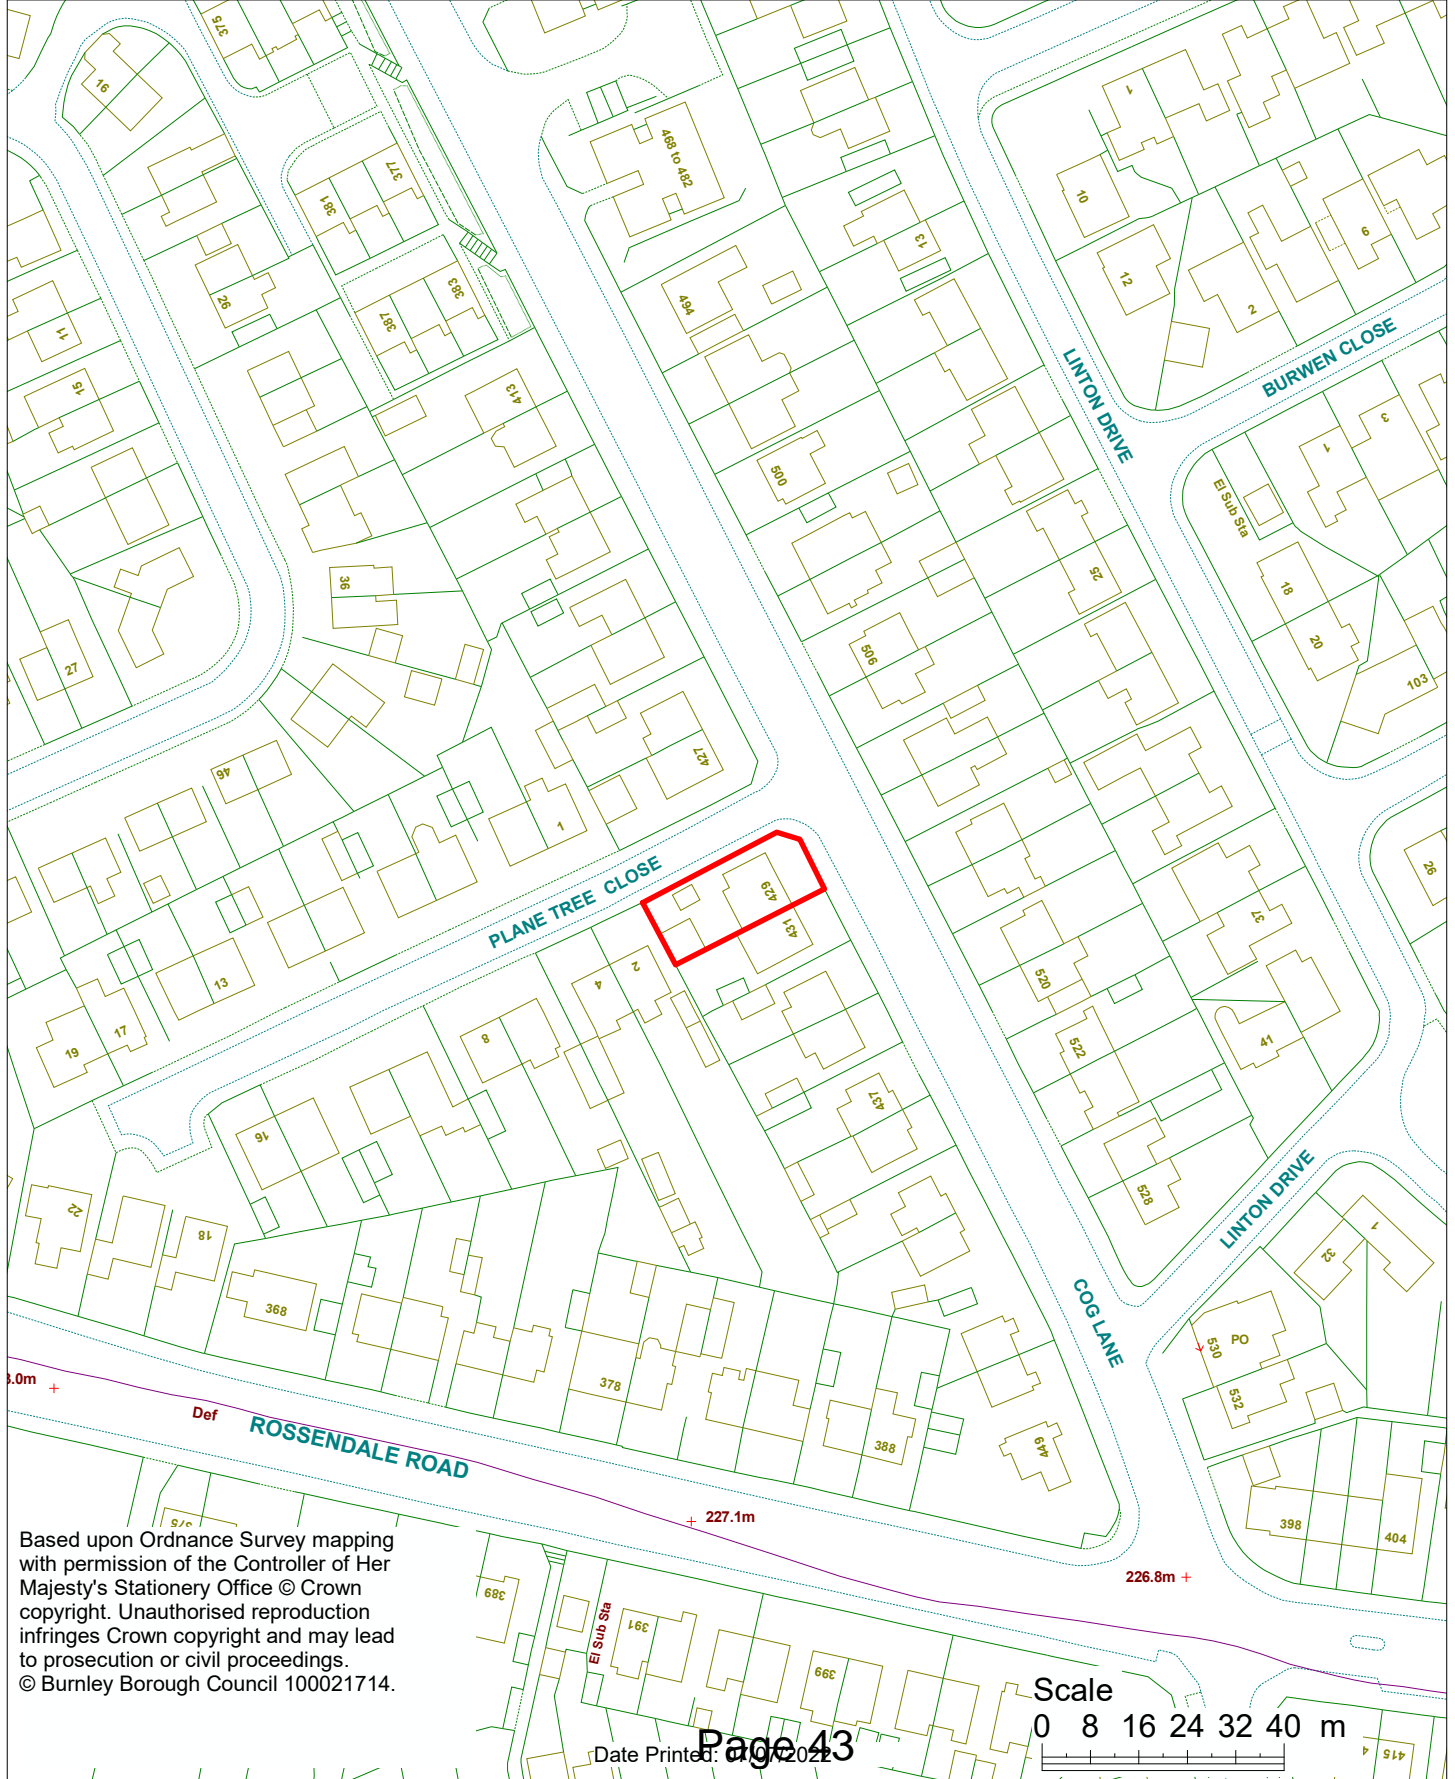 375
16
377
381
468 to 482
1
10
13
12
6
2
26
383
387
494
11
15
413
LINTON DRIVE
BURWEN CLOSE
3
1
500
El Sub Sta
36
25
18
20
506
27
103
427
46
1
PLANE TREE CLOSE
429
431
26
37
2
4
520
13
17
19
8
522
41
437
16
528
LINTON DRIVE
22
18
368
COG LANE
1
32
PO
530
532
378
388
449
.0m
Def
ROSSENDALE ROAD
227.1m
398
404
375
226.8m
Based upon Ordnance Survey mapping
with permission of the Controller of Her
Majesty's Stationery Office © Crown
copyright. Unauthorised reproduction
infringes Crown copyright and may lead
to prosecution or civil proceedings.
© Burnley Borough Council 100021714.
389
El Sub Sta
391
399
Scale
0 8 16 24 32 40 m
Page 43
Date Printed: 07/07/2022
415